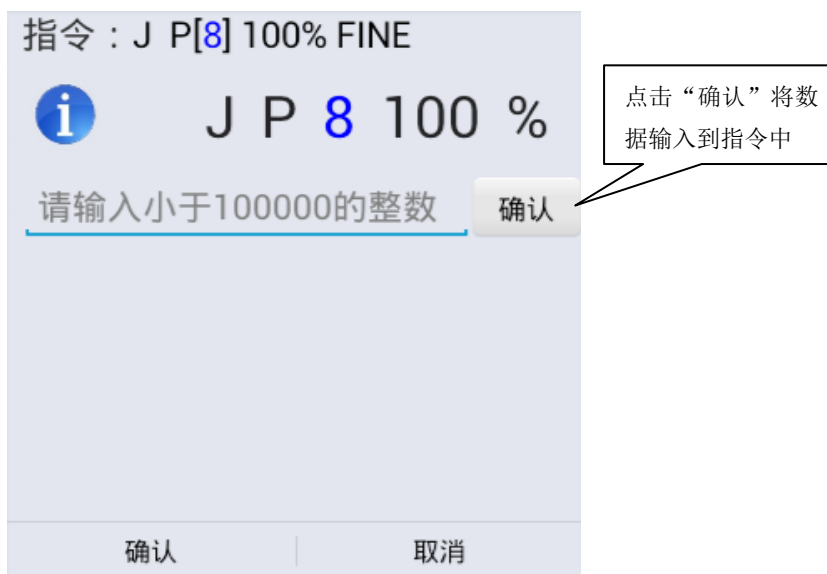 指令：J P[8] 100% FINE
J P 8 100 %
点击“确认”将数
据输入到指令中
请输入小于100000的整数
确认
确认
取消